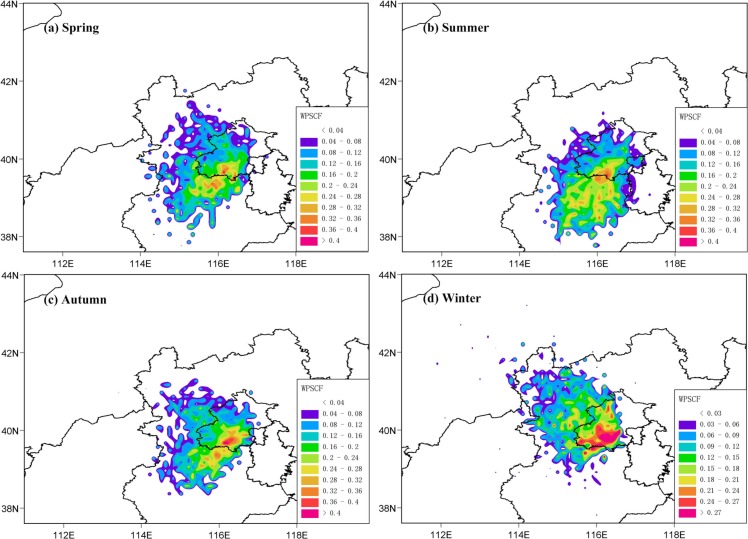 44N
(a) Spring
42N
40N
38N
112E
114E
116E
118E
WPSCF
< 0.04
0.04 - 0.08
0.08 - 0.12
0.12 - 0.16
0.16 - 0.2
0.2 - 0.24
0.24 - 0.28
0.28 - 0.32
0.32 - 0.36
0.36 - 0.4
> 0.4
44N
(b) Summer
42N
40N
38N
112E
114E
116E
118E
WPSCF
< 0.04
0.04 - 0.08
0.08 - 0.12
0.12 - 0.16
0.16 - 0.2
0.2 - 0.24
0.24 - 0.28
0.28 - 0.32
0.32 - 0.36
0.36 - 0.4
> 0.4
44N
(c) Autumn
42N
40N
38N
112E
114E
116E
118E
WPSCF
< 0.04
0.04 - 0.08
0.08 - 0.12
0.12 - 0.16
0.16 - 0.2
0.2 - 0.24
0.24 - 0.28
0.28 - 0.32
0.32 - 0.36
0.36 - 0.4
> 0.4
44N
(d) Winter
42N
40N
38N
112E
114E
116E
118E
WPSCF
< 0.03
0.03 - 0.06
0.06 - 0.09
0.09 - 0.12
0.12 - 0.15
0.15 - 0.18
0.18 - 0.21
0.21 - 0.24
0.24 - 0.27
> 0.27